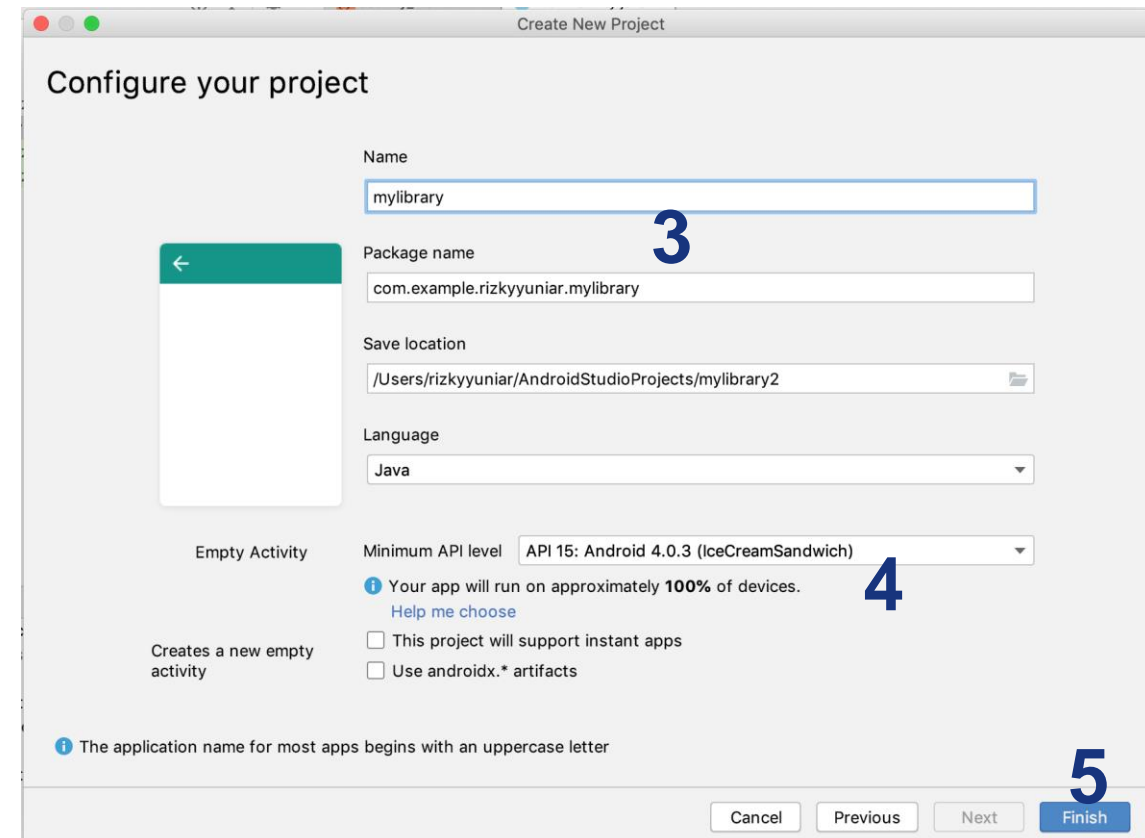 Create New Project
Configure your project
Name
mylibrary
3
Package name
com.example.rizkyyuniar.mylibrary
Save location
/Users/rizkyyuniar/AndroidStudioProjects/mylibrary2
Language
Java
Empty Activity
Minimum API level API 15: Android 4.0.3 (IceCreamSandwich)
4
Your app will run on approximately 100% of devices.
Help me choose
This project will support instant apps
Creates a new empty
activity
Use androidx.* artifacts
The application name for most apps begins with an uppercase letter
5
Cancel Previous Next Finish